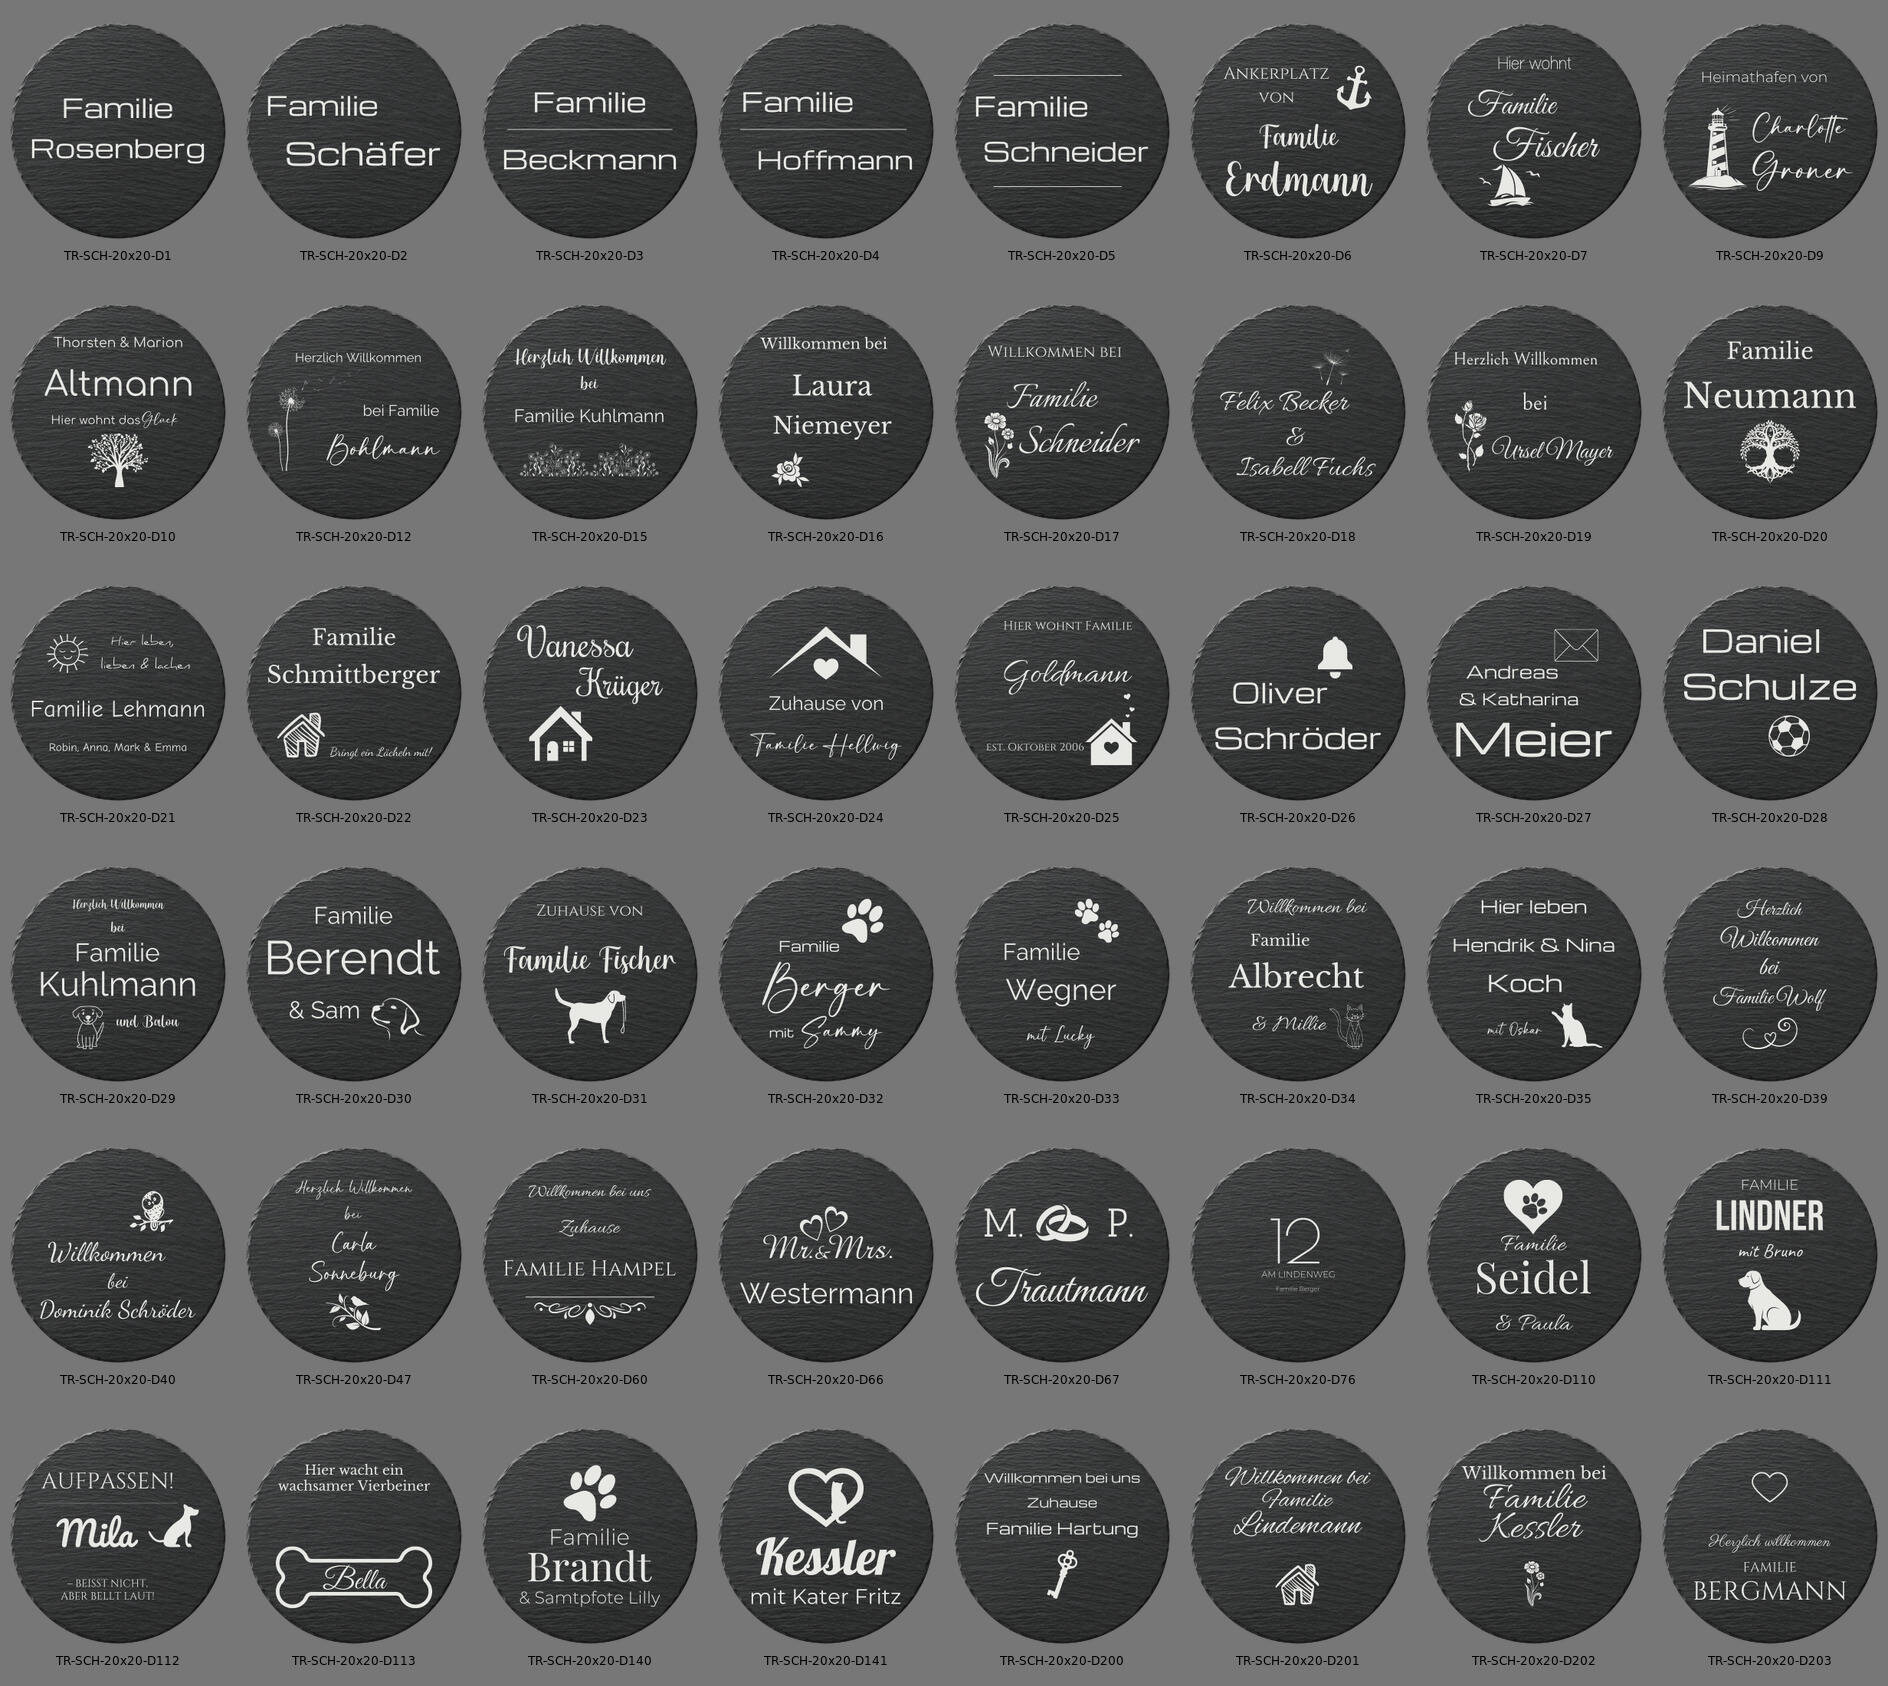 Familie
Rosenberg
TR-SCH-20x20-D1
Familie
Schäfer
TR-SCH-20x20-D2
Familie
Beckmann
TR-SCH-20x20-D3
Familie
Hoffmann
TR-SCH-20x20-D4
Familie
Schneider
TR-SCH-20x20-D5
ANKERPLATZ
VON
Familie
Erdmann
TR-SCH-20x20-D6
Hier wohnt
Familie
Fischer
TR-SCH-20x20-D7
Heimathafen von
Charlotte
Groner
TR-SCH-20x20-D9
Thorsten & Marion
Altmann
Hier wohnt das Glück
TR-SCH-20x20-D10
Herzlich Willkommen
bei Familie
Bohlmann
TR-SCH-20x20-D12
Herzlich Willkommen
bei
Familie Kuhlmann
TR-SCH-20x20-D15
Willkommen bei
Laura
Niemeyer
TR-SCH-20x20-D16
WILLKOMMEN BEI
Familie
Schneider
TR-SCH-20x20-D17
Felix Becker
&
Isabell Fuchs
TR-SCH-20x20-D18
Herzlich Willkommen
bei
Ursel Mayer
TR-SCH-20x20-D19
Familie
Neumann
TR-SCH-20x20-D20
Hier leben,
lieben & lachen
Familie Lehmann
Robin, Anna, Mark & Emma
TR-SCH-20x20-D21
Familie
Schmittberger
Bringt ein Lächeln mit!
TR-SCH-20x20-D22
Vanessa
Krüger
TR-SCH-20x20-D23
Zuhause von
Familie Hellwig
TR-SCH-20x20-D24
HIER WOHNT FAMILIE
Goldmann
EST. OKTOBER 2006
TR-SCH-20x20-D25
Oliver
Schröder
TR-SCH-20x20-D26
Andreas
& Katharina
Meier
TR-SCH-20x20-D27
Daniel
Schulze
TR-SCH-20x20-D28
Herzlich Willkommen
bei
Familie
Kuhlmann
und Balou
TR-SCH-20x20-D29
Familie
Berendt
& Sam
TR-SCH-20x20-D30
ZUHAUSE VON
Familie Fischer
TR-SCH-20x20-D31
Familie
Berger
mit Sammy
TR-SCH-20x20-D32
Familie
Wegner
mit Lucky
TR-SCH-20x20-D33
Willkommen bei
Familie
Albrecht
& Millie
TR-SCH-20x20-D34
Hier leben
Hendrik & Nina
Koch
mit Oskar
TR-SCH-20x20-D35
Herzlich
Wilkommen
bei
Familie Wolf
TR-SCH-20x20-D39
Willkommen
bei
Dominik Schröder
TR-SCH-20x20-D40
Herzlich Willkommen
bei
Carla
Sonneburg
TR-SCH-20x20-D47
Willkommen bei uns
Zuhause
FAMILIE HAMPEL
TR-SCH-20x20-D60
Mr. & Mrs.
Westermann
TR-SCH-20x20-D66
M. P.
Trautmann
TR-SCH-20x20-D67
12
AM LINDENWEG
Familie Berger
TR-SCH-20x20-D76
Familie
Seidel
& Paula
TR-SCH-20x20-D110
FAMILIE
LINDNER
mit Bruno
TR-SCH-20x20-D111
AUFPASSEN!
Mila
– BEISST NICHT,
ABER BELLT LAUT!
TR-SCH-20x20-D112
Hier wacht ein
wachsamer Vierbeiner
Bella
TR-SCH-20x20-D113
Familie
Brandt
& Samtpfote Lilly
TR-SCH-20x20-D140
Kessler
mit Kater Fritz
TR-SCH-20x20-D141
Willkommen bei uns
Zuhause
Familie Hartung
TR-SCH-20x20-D200
Willkommen bei
Familie
Lindemann
TR-SCH-20x20-D201
Willkommen bei
Familie
Kessler
TR-SCH-20x20-D202
Herzlich willkommen
FAMILIE
BERGMANN
TR-SCH-20x20-D203